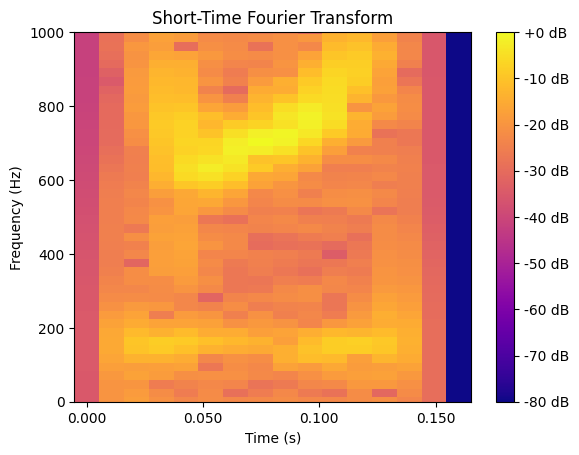 Short-Time Fourier Transform
Frequency (Hz)
1000
800
600
400
200
0
0.000
0.050
0.100
0.150
Time (s)
+0 dB
-10 dB
-20 dB
-30 dB
-40 dB
-50 dB
-60 dB
-70 dB
-80 dB